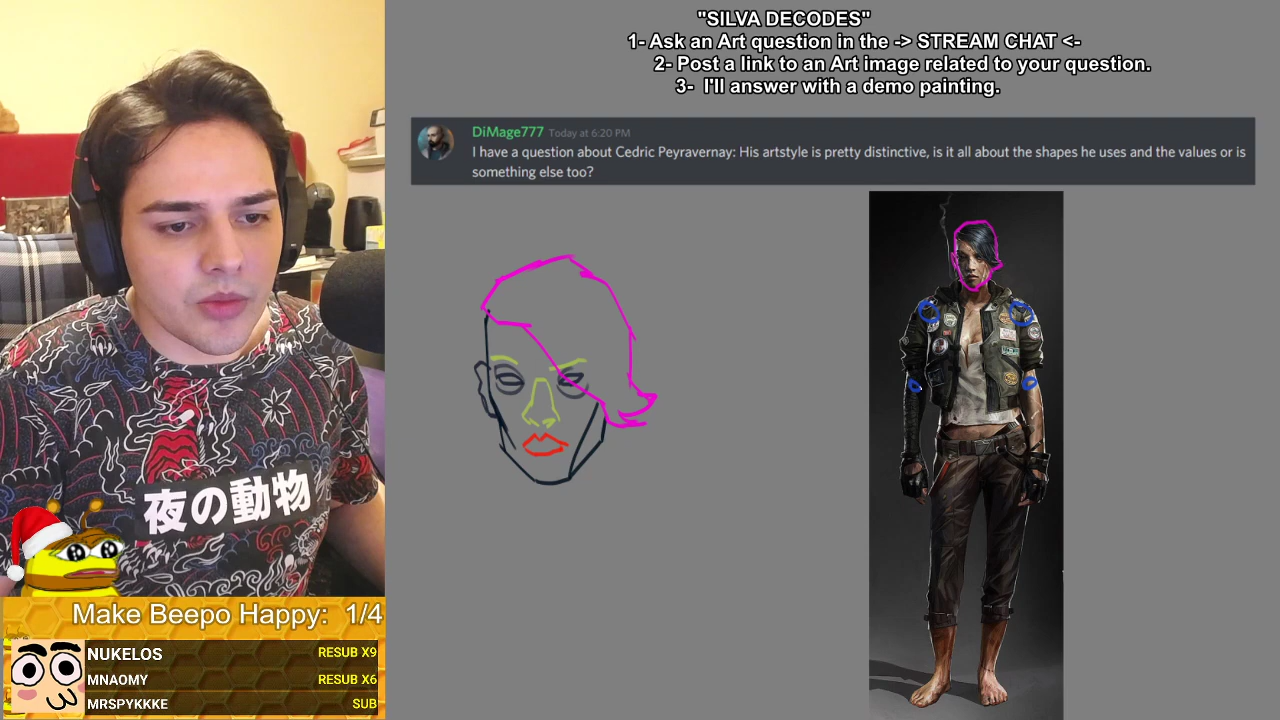 "SILVA DECODES"
1- Ask an Art question in the -> STREAM CHAT <-
2- Post a link to an Art image related to your question.
3- I'll answer with a demo painting.
DiMage777 Today at 6:20 PM
I have a question about Cedric Peyravernay: His artstyle is pretty distinctive, is it all about the shapes he uses and the values or is
something else too?
夜の動物
Make Beepo Happy: 1/4
NUKELOS RESUB X9
MNAOMY RESUB X6
MRSPYKKKE SUB